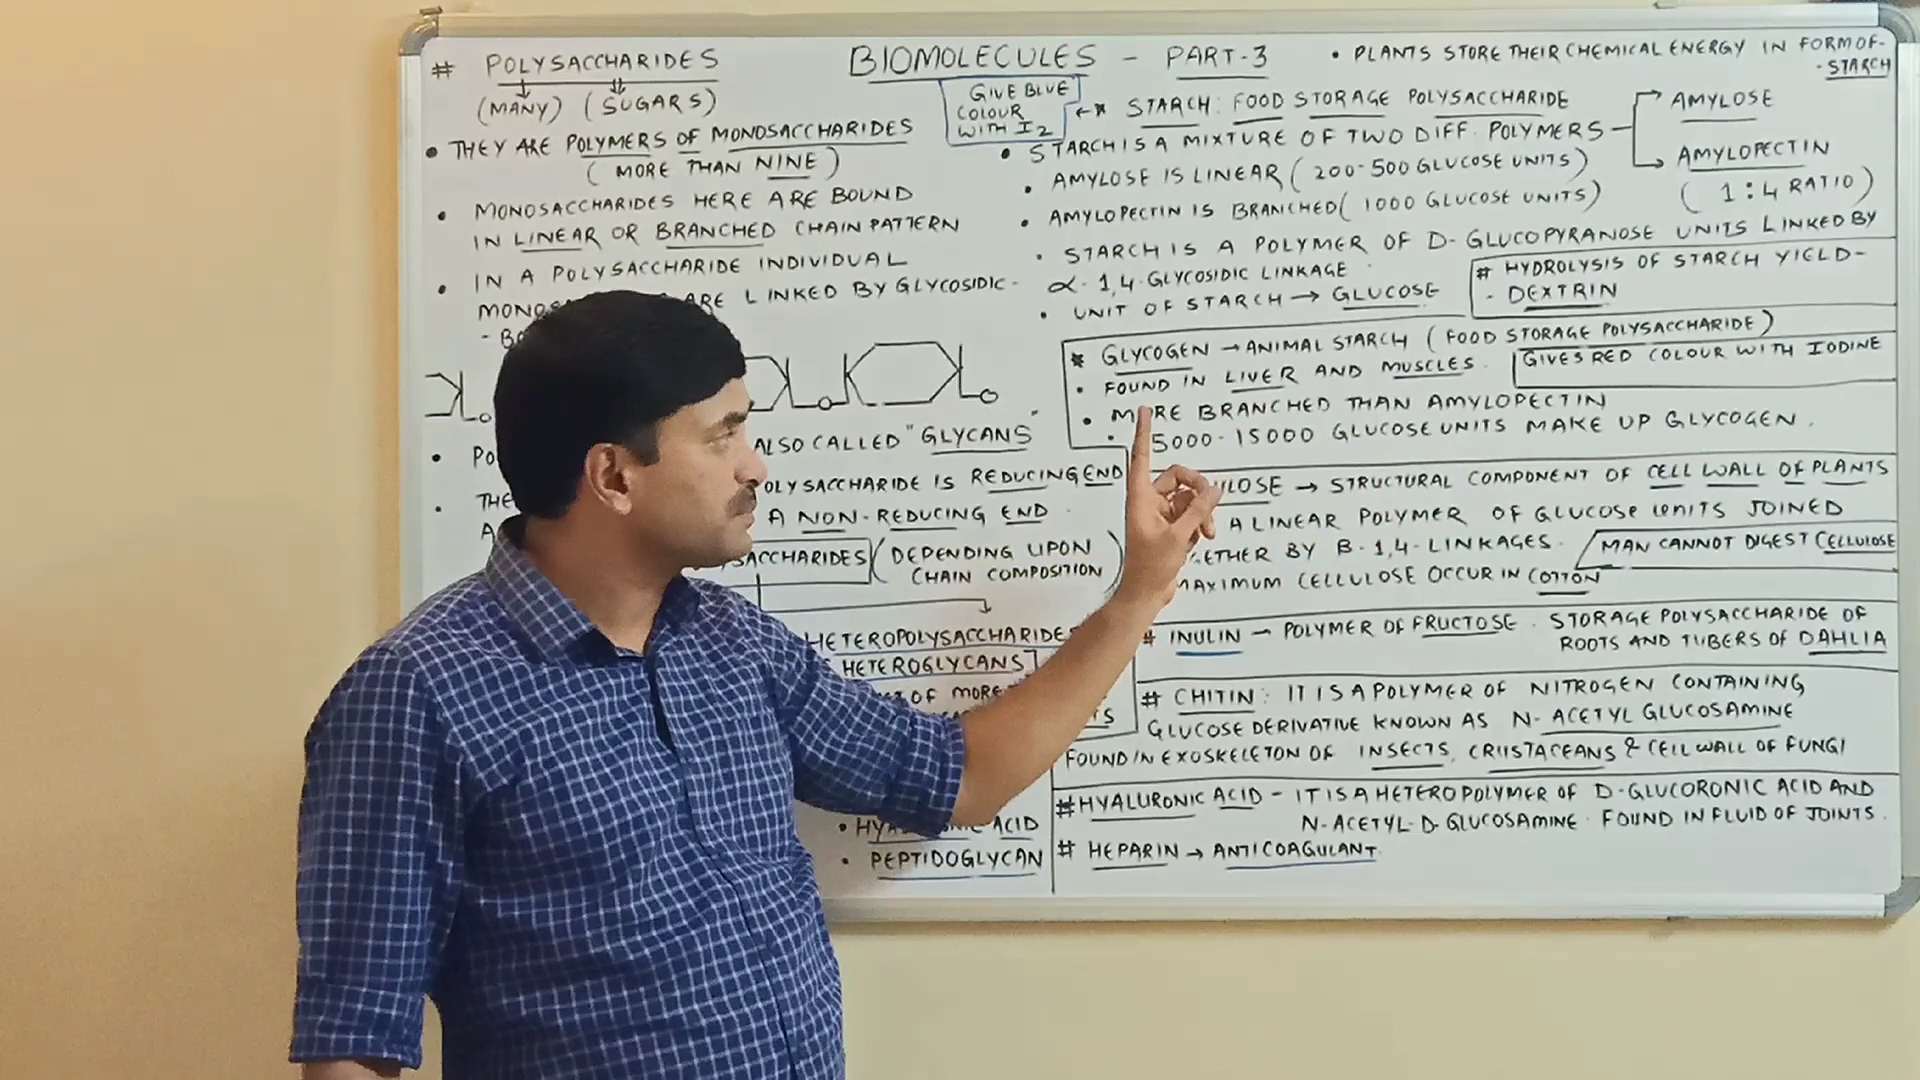 # POLYSACCHARIDES
(MANY) (SUGARS)
• THEY ARE POLYMERS OF MONOSACCHARIDES
( MORE THAN NINE )
• MONOSACCHARIDES HERE ARE BOUND
IN LINEAR OR BRANCHED CHAIN PATTERN
• IN A POLYSACCHARIDE INDIVIDUAL
ARE LINKED BY GLYCOSIDIC-
•
ALSO CALLED "GLYCANS"
• THE
IS REDUCING END
A NON-REDUCING END
(DEPENDING UPON
CHAIN COMPOSITION)
HETEROPOLYSACCHARIDE
HETEROGLYCANS]
OF MORE
• ACID
• PEPTIDOGLYCAN
BIOMOLECULES - PART-3
GIVE BLUE
COLOUR
WITH I2
• PLANTS STORE THEIR CHEMICAL ENERGY IN FORM OF-
-STARCH
* STARCH: FOOD STORAGE POLYSACCHARIDE
• STARCH IS A MIXTURE OF TWO DIFF. POLYMERS
AMYLOSE
AMYLOPECTIN
( 1:4 RATIO)
• AMYLOSE IS LINEAR (200-500 GLUCOSE UNITS)
• AMYLOPECTIN IS BRANCHED( 1000 GLUCOSE UNITS)
• STARCH IS A POLYMER OF D-GLUCOPYRANOSE UNITS LINKED BY
α-1,4-GLYCOSIDIC LINKAGE
• UNIT OF STARCH → GLUCOSE
# HYDROLYSIS OF STARCH YIELD-
- DEXTRIN
* GLYCOGEN → ANIMAL STARCH (FOOD STORAGE POLYSACCHARIDE)
• FOUND IN LIVER AND MUSCLES.
GIVES RED COLOUR WITH IODINE
• MORE BRANCHED THAN AMYLOPECTIN
• 5000-15000 GLUCOSE UNITS MAKE UP GLYCOGEN.
→ STRUCTURAL COMPONENT OF CELL WALL OF PLANTS
A LINEAR POLYMER OF GLUCOSE UNITS JOINED
BY B-1,4-LINKAGES.
MAN CANNOT DIGEST CELLULOSE
MAXIMUM CELLULOSE OCCUR IN COTTON
# INULIN - POLYMER OF FRUCTOSE. STORAGE POLYSACCHARIDE OF
ROOTS AND TUBERS OF DAHLIA
# CHITIN: IT IS A POLYMER OF NITROGEN CONTAINING
GLUCOSE DERIVATIVE KNOWN AS N-ACETYL GLUCOSAMINE
FOUND IN EXOSKELETON OF INSECTS, CRUSTACEANS & CELL WALL OF FUNGI
# HYALURONIC ACID - IT IS A HETEROPOLYMER OF D-GLUCORONIC ACID AND
N-ACETYL-D-GLUCOSAMINE. FOUND IN FLUID OF JOINTS.
# HEPARIN → ANTICOAGULANT.